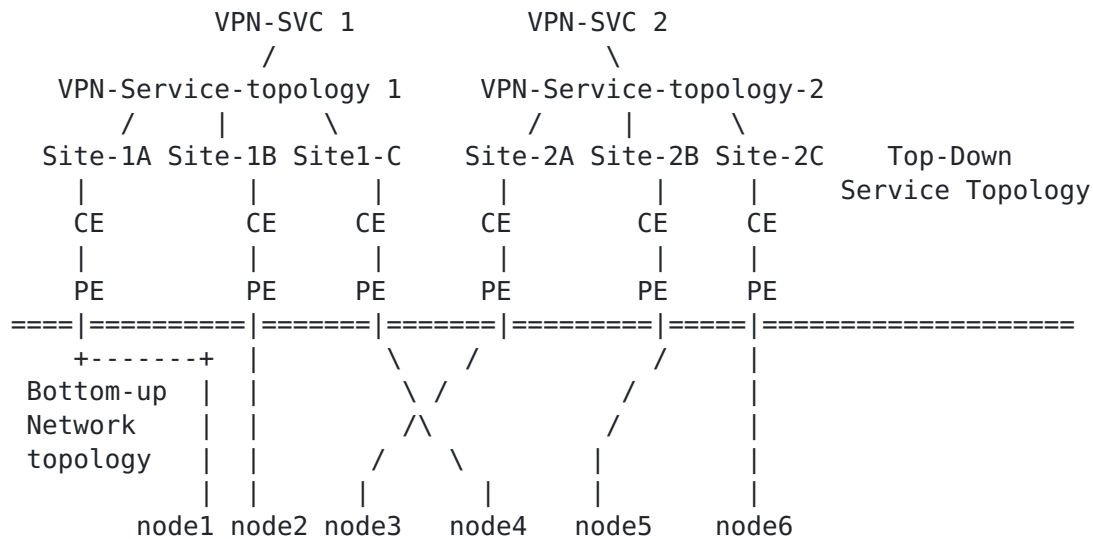 VPN-SVC 1 VPN-SVC 2
/ \
VPN-Service-topology 1 VPN-Service-topology-2
/ | \ / | \
Site-1A Site-1B Site1-C Site-2A Site-2B Site-2C Top-Down
| | | | | | Service Topology
CE CE CE CE CE CE
| | | | | |
PE PE PE PE PE PE
====|==========|=======|=======|=========|=====|====================
+-------+ | \ / / |
Bottom-up | | \ / / |
Network | | /\ / |
topology | | / \ | |
| | | | | |
node1 node2 node3 node4 node5 node6